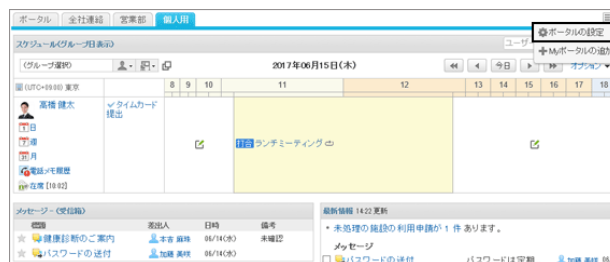 ポータル 全社連絡 営業部 個人用
ポータルの設定
スケジュール(グループ日表示)
ユーザー
Myポータルの追加
(グループ選択) 2017年06月15日(木) 今日 オプション
(UTC+09:00) 東京 8 9 10 11 12 13 14 15 16 17 18
高橋 健太 タイムカード提出
日
週 打合 ランチミーティング
月
電話メモ履歴
在席 [10:02]
メッセージ - (受信箱) 最新情報 14:22更新
標題 差出人 日時 備考 ・未処理の施設の利用申請が 1 件 あります。
健康診断のご案内 本吉 麻珠 06/14(水) 未確認 メッセージ
パスワードの送付 加藤 美咲 06/14(水) パスワードの送付 パスワードは定期 加藤 美咲